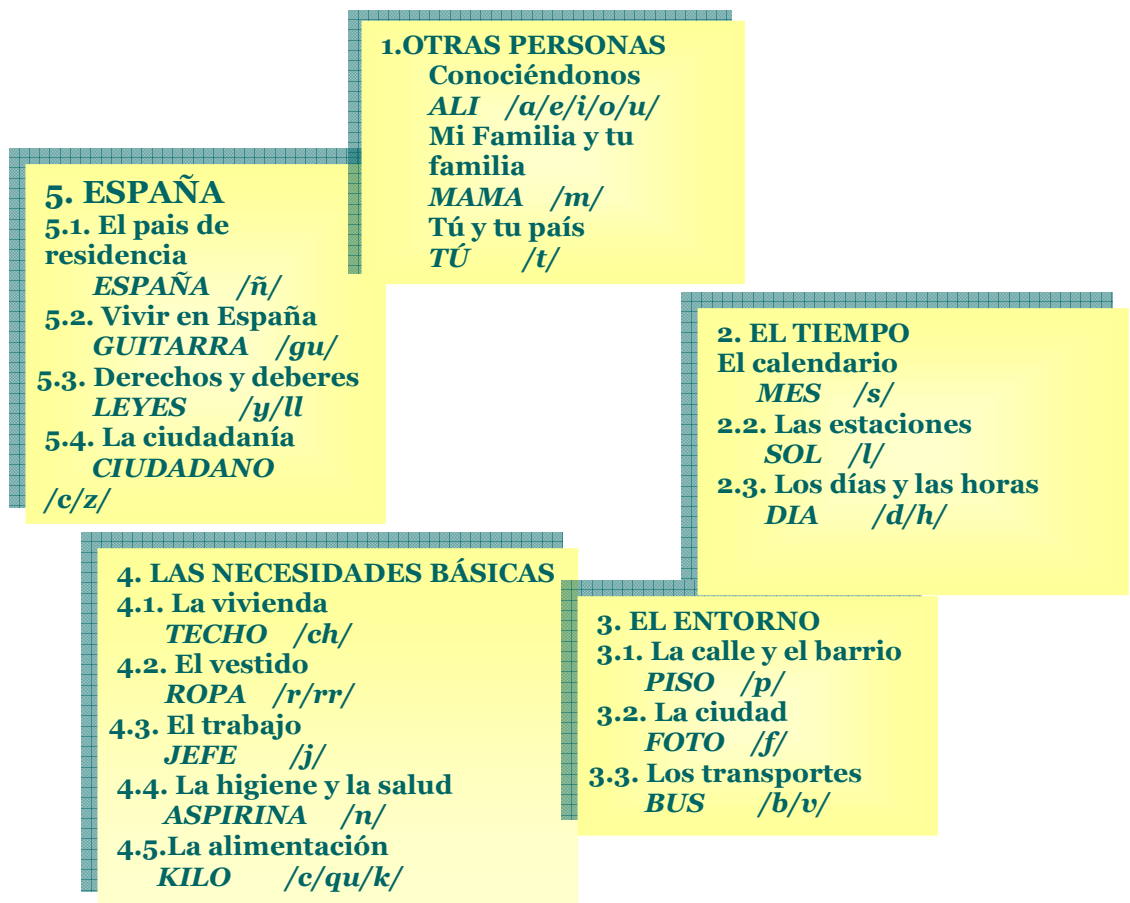 1.OTRAS PERSONAS
Conociéndonos
ALI /a/e/i/o/u/
Mi Familia y tu
familia
MAMA /m/
Tú y tu país
TÚ /t/
2. EL TIEMPO
El calendario
MES /s/
2.2. Las estaciones
SOL /l/
2.3. Los días y las horas
DIA /d/h/
3. EL ENTORNO
3.1. La calle y el barrio
PISO /p/
3.2. La ciudad
FOTO /f/
3.3. Los transportes
BUS /b/v/
4. LAS NECESIDADES BÁSICAS
4.1. La vivienda
TECHO /ch/
4.2. El vestido
ROPA /r/rr/
4.3. El trabajo
JEFE /j/
4.4. La higiene y la salud
ASPIRINA /n/
4.5.La alimentación
KILO /c/qu/k/
5. ESPAÑA
5.1. El pais de
residencia
ESPAÑA /ñ/
5.2. Vivir en España
GUITARRA /gu/
5.3. Derechos y deberes
LEYES /y/ll
5.4. La ciudadanía
CIUDADANO
/c/z/